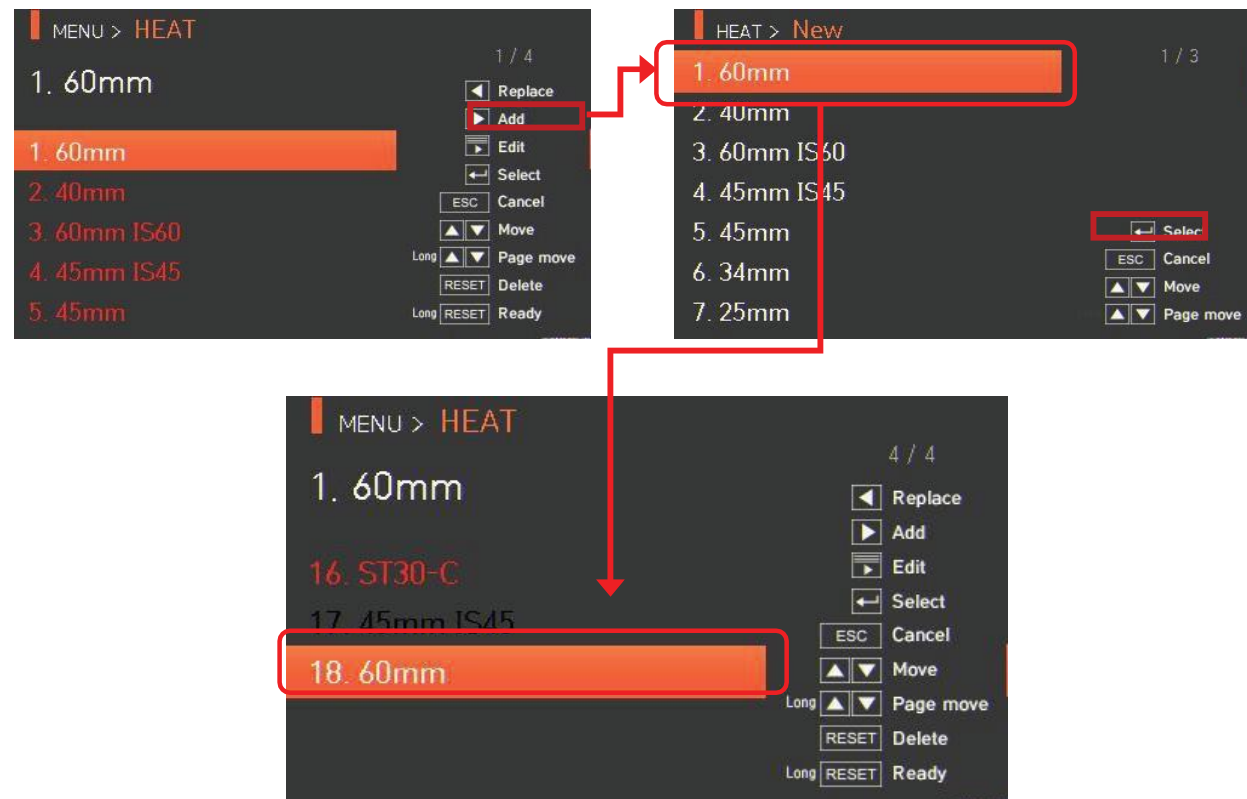 MENU > HEAT
1 / 4
1. 60mm
Replace
Add
1. 60mm
Edit
Select
2. 40mm
ESC Cancel
3. 60mm IS60
Move
Long Page move
4. 45mm IS45
RESET Delete
5. 45mm
Long RESET Ready
HEAT > New
1 / 3
1. 60mm
2. 40mm
3. 60mm IS60
4. 45mm IS45
5. 45mm
Select
6. 34mm
ESC Cancel
Move
7. 25mm
Page move
MENU > HEAT
4 / 4
1. 60mm
Replace
Add
16. ST30-C
Edit
Select
17. 45mm IS45
ESC Cancel
18. 60mm
Move
Long Page move
RESET Delete
Long RESET Ready